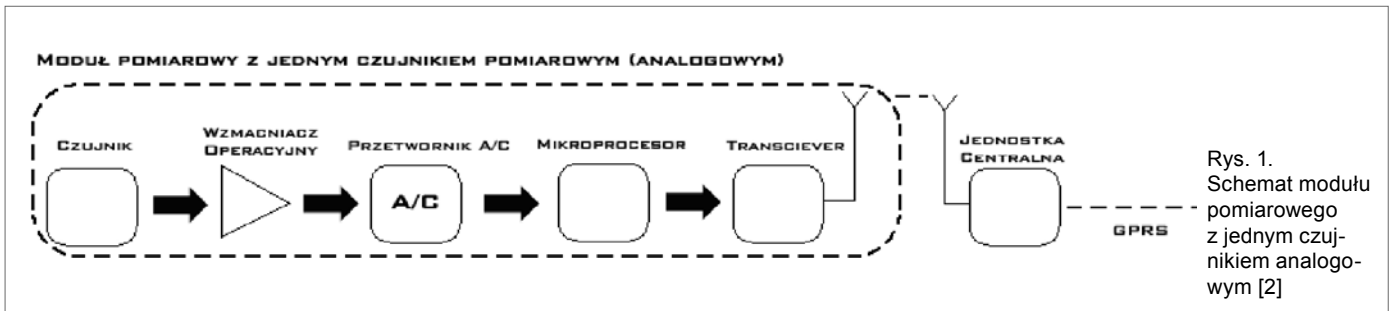 MODUŁ POMIAROWY Z JEDNYM CZUJNIKIEM POMIAROWYM (ANALOGOWYM)
CZUJNIK
WZMACNIACZ
OPERACYJNY
PRZETWORNIK A/C
A/C
MIKROPROCESOR
TRANSCIEVER
JEDNOSTKA
CENTRALNA
GPRS
Rys. 1.
Schemat modułu
pomiarowego
z jednym czuj-
nikiem analogo-
wym [2]